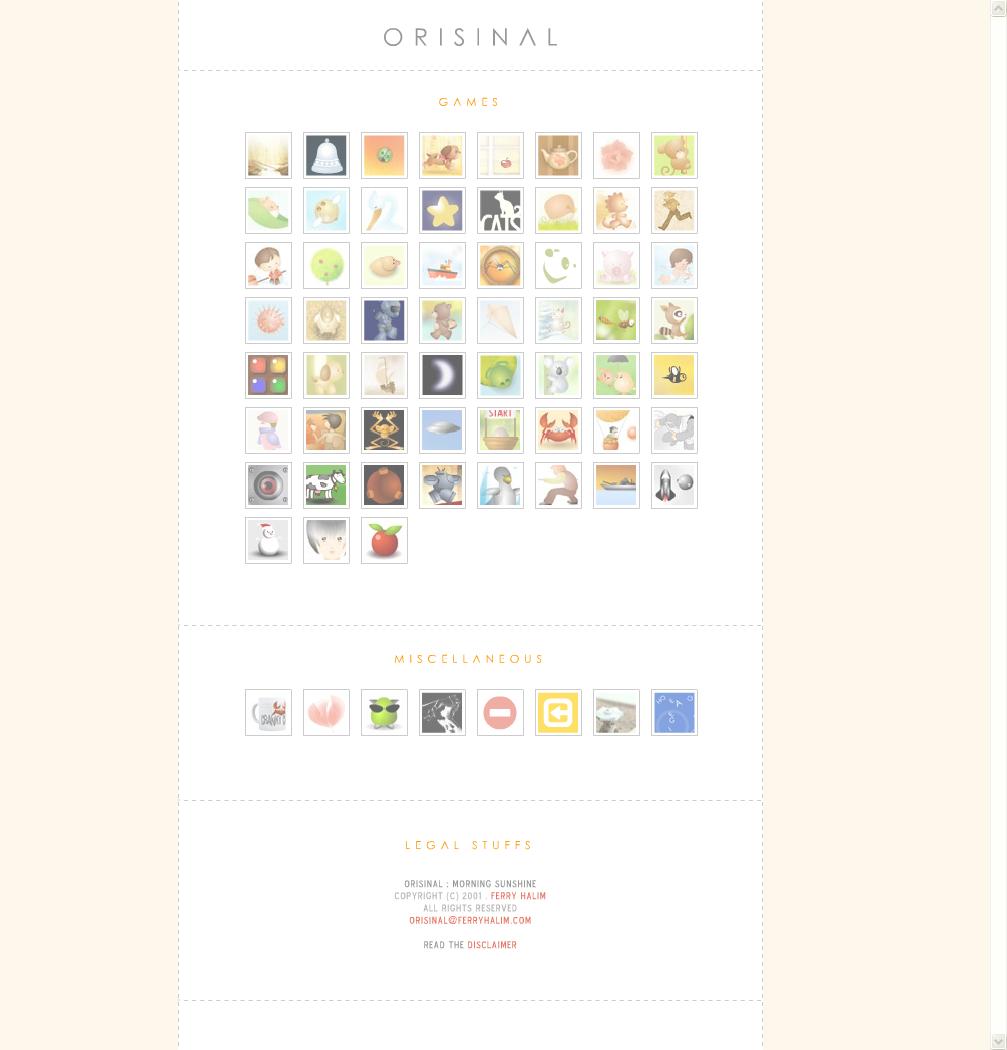 ORISINAL
GAMES
CATS
START
MISCELLANEOUS
LEGAL STUFFS
ORISINAL : MORNING SUNSHINE
COPYRIGHT (C) 2001 . FERRY HALIM
ALL RIGHTS RESERVED
ORISINAL@FERRYHALIM.COM
READ THE DISCLAIMER